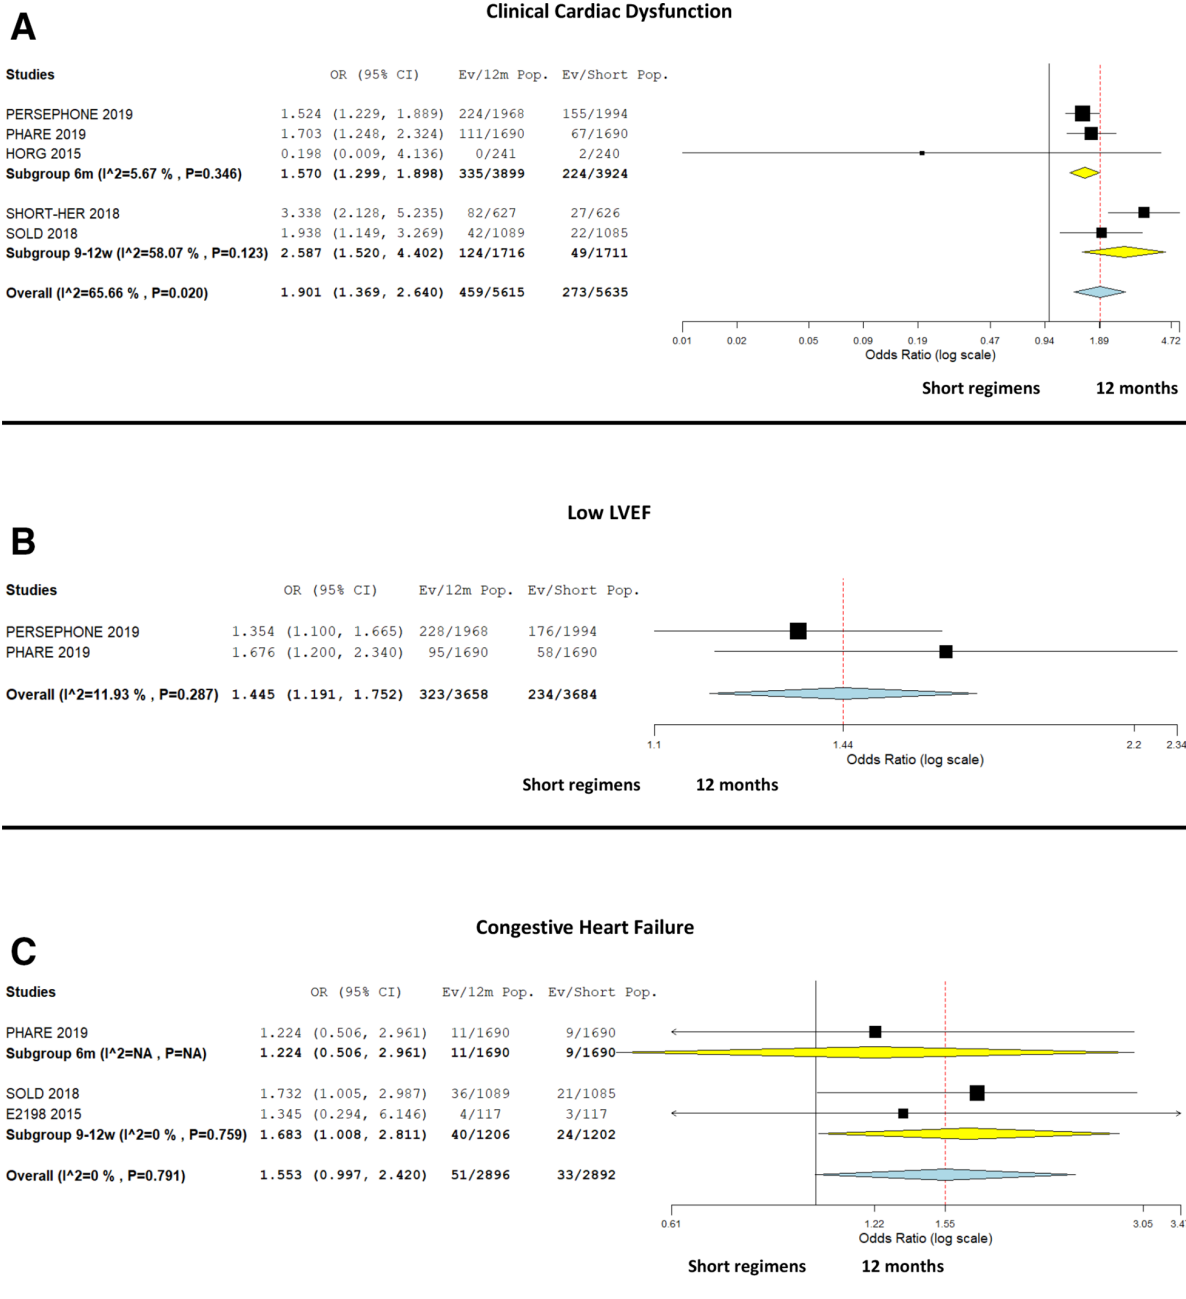 A
Clinical Cardiac Dysfunction
Studies OR (95% CI) Ev/12m Pop. Ev/Short Pop.
PERSEPHONE 2019 1.524 (1.229, 1.889) 224/1968 155/1994
PHARE 2019 1.703 (1.248, 2.324) 111/1690 67/1690
HORG 2015 0.198 (0.009, 4.136) 0/241 2/240
Subgroup 6m (I^2=5.67 % , P=0.346) 1.570 (1.299, 1.898) 335/3899 224/3924
SHORT-HER 2018 3.338 (2.128, 5.235) 82/627 27/626
SOLD 2018 1.938 (1.149, 3.269) 42/1089 22/1085
Subgroup 9-12w (I^2=58.07 % , P=0.123) 2.587 (1.520, 4.402) 124/1716 49/1711
Overall (I^2=65.66 % , P=0.020) 1.901 (1.369, 2.640) 459/5615 273/5635
0.01 0.02 0.05 0.09 0.19 0.47 0.94 1.89 4.72
Odds Ratio (log scale)
Short regimens 12 months
B
Low LVEF
Studies OR (95% CI) Ev/12m Pop. Ev/Short Pop.
PERSEPHONE 2019 1.354 (1.100, 1.665) 228/1968 176/1994
PHARE 2019 1.676 (1.200, 2.340) 95/1690 58/1690
Overall (I^2=11.93 % , P=0.287) 1.445 (1.191, 1.752) 323/3658 234/3684
1.1 1.44 2.2 2.34
Odds Ratio (log scale)
Short regimens 12 months
C
Congestive Heart Failure
Studies OR (95% CI) Ev/12m Pop. Ev/Short Pop.
PHARE 2019 1.224 (0.506, 2.961) 11/1690 9/1690
Subgroup 6m (I^2=NA , P=NA) 1.224 (0.506, 2.961) 11/1690 9/1690
SOLD 2018 1.732 (1.005, 2.987) 36/1089 21/1085
E2198 2015 1.345 (0.294, 6.146) 4/117 3/117
Subgroup 9-12w (I^2=0 % , P=0.759) 1.683 (1.008, 2.811) 40/1206 24/1202
Overall (I^2=0 % , P=0.791) 1.553 (0.997, 2.420) 51/2896 33/2892
0.61 1.22 1.55 3.05
Odds Ratio (log scale)
Short regimens 12 months